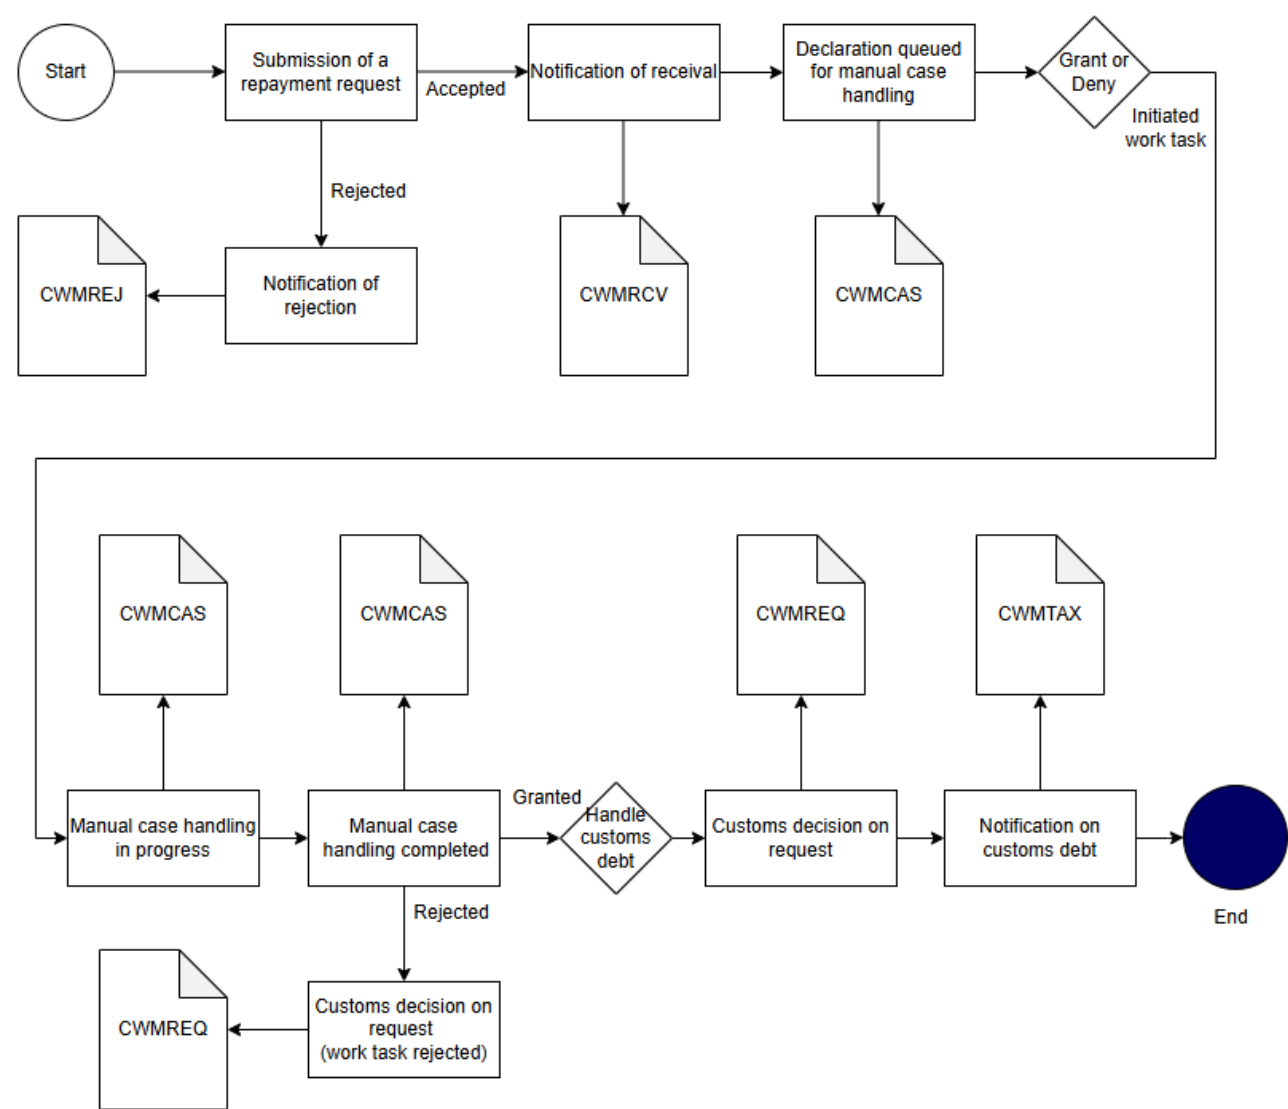 Start
Submission of a
repayment request
Accepted
Notification of receival
Declaration queued
for manual case
handling
Grant or
Deny
Initiated
work task
Rejected
CWMREJ
Notification of
rejection
CWMRCV
CWMCAS
CWMCAS
CWMCAS
CWMREQ
CWMTAX
Manual case handling
in progress
Manual case
handling completed
Granted
Handle
customs
debt
Customs decision on
request
Notification on
customs debt
End
Rejected
CWMREQ
Customs decision on
request
(work task rejected)